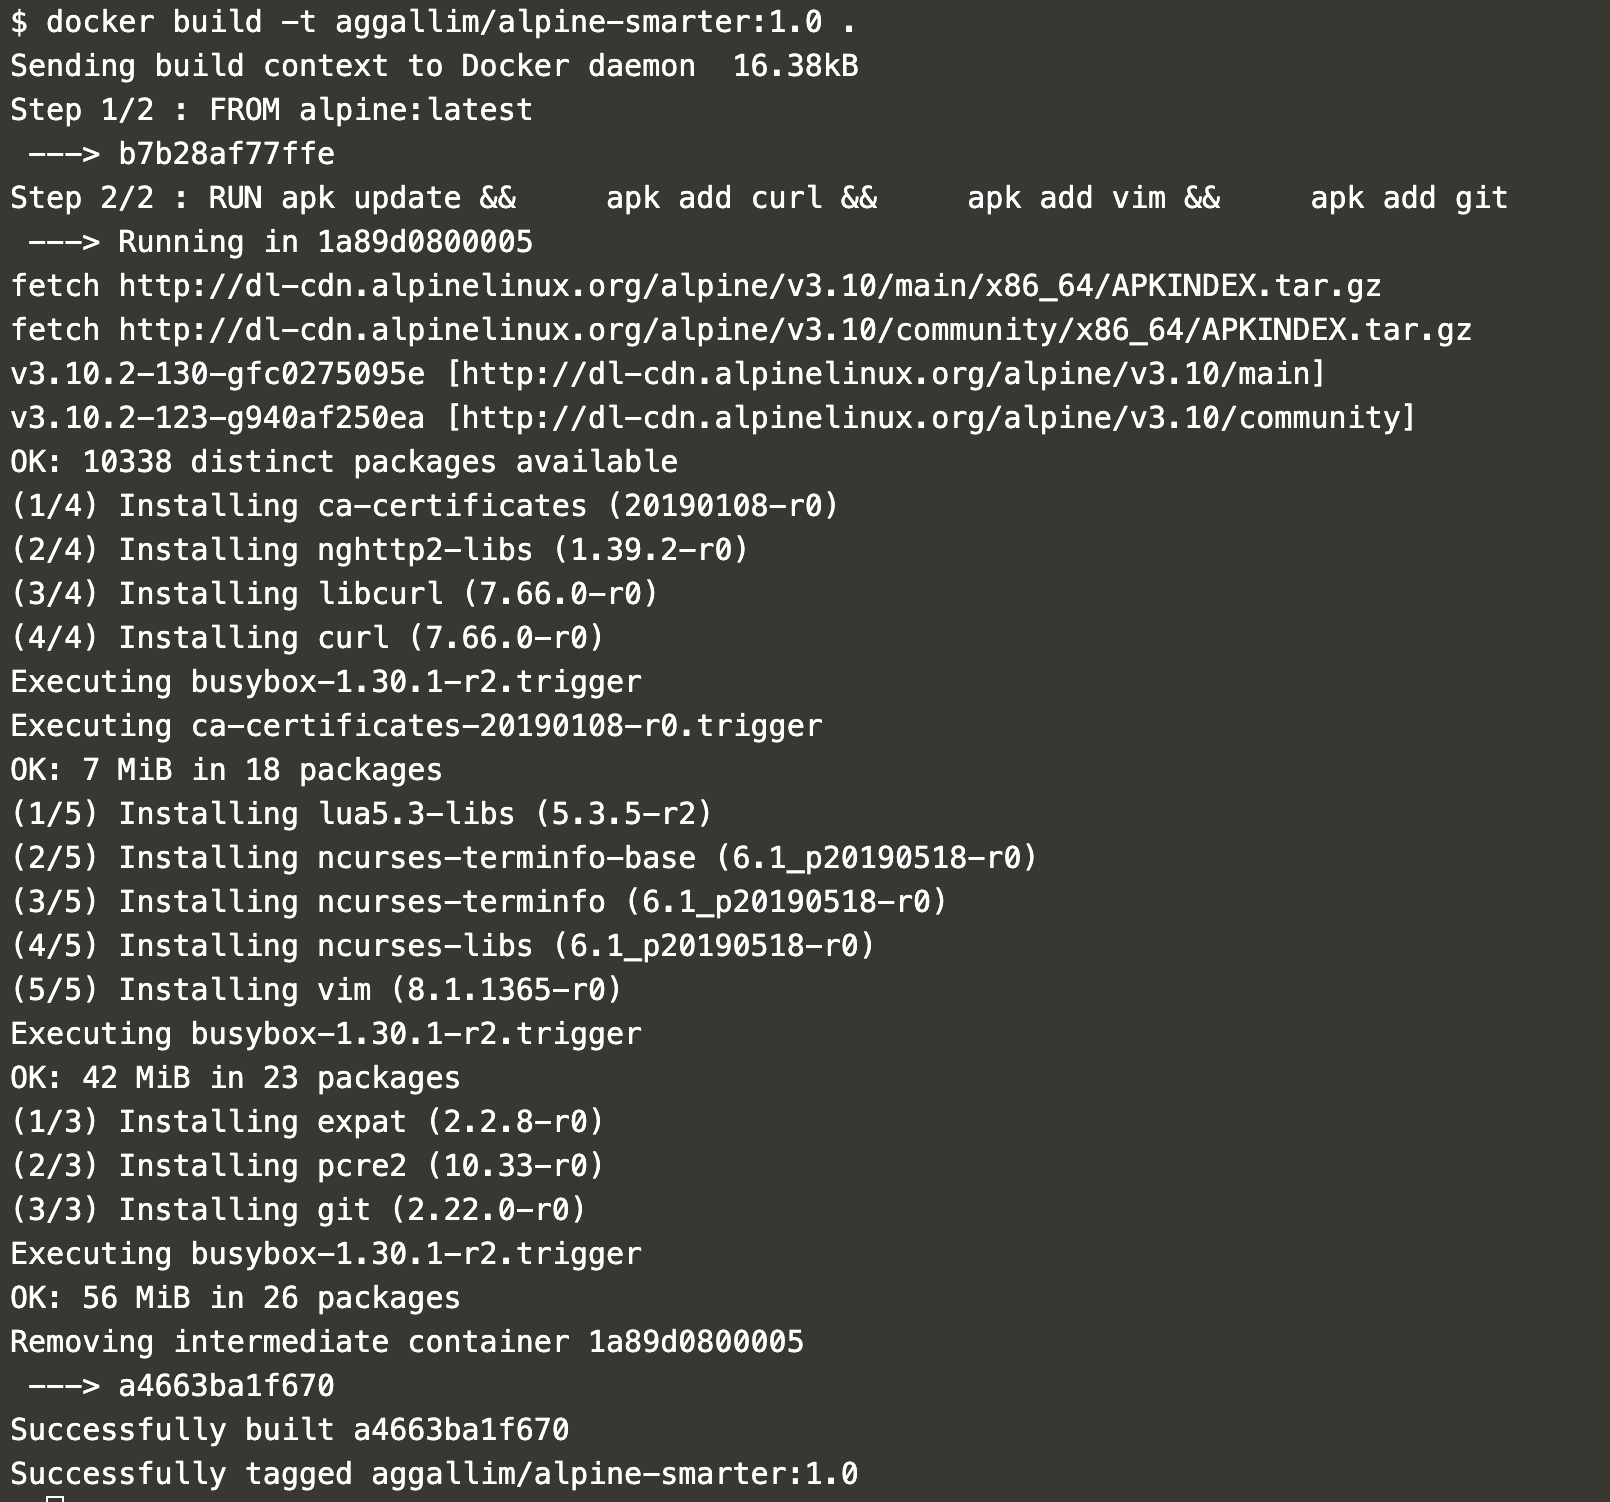 $ docker build -t aggallim/alpine-smarter:1.0 .
Sending build context to Docker daemon  16.38kB
Step 1/2 : FROM alpine:latest
 ---> b7b28af77ffe
Step 2/2 : RUN apk update &&     apk add curl &&     apk add vim &&     apk add git
 ---> Running in 1a89d0800005
fetch http://dl-cdn.alpinelinux.org/alpine/v3.10/main/x86_64/APKINDEX.tar.gz
fetch http://dl-cdn.alpinelinux.org/alpine/v3.10/community/x86_64/APKINDEX.tar.gz
v3.10.2-130-gfc0275095e [http://dl-cdn.alpinelinux.org/alpine/v3.10/main]
v3.10.2-123-g940af250ea [http://dl-cdn.alpinelinux.org/alpine/v3.10/community]
OK: 10338 distinct packages available
(1/4) Installing ca-certificates (20190108-r0)
(2/4) Installing nghttp2-libs (1.39.2-r0)
(3/4) Installing libcurl (7.66.0-r0)
(4/4) Installing curl (7.66.0-r0)
Executing busybox-1.30.1-r2.trigger
Executing ca-certificates-20190108-r0.trigger
OK: 7 MiB in 18 packages
(1/5) Installing lua5.3-libs (5.3.5-r2)
(2/5) Installing ncurses-terminfo-base (6.1_p20190518-r0)
(3/5) Installing ncurses-terminfo (6.1_p20190518-r0)
(4/5) Installing ncurses-libs (6.1_p20190518-r0)
(5/5) Installing vim (8.1.1365-r0)
Executing busybox-1.30.1-r2.trigger
OK: 42 MiB in 23 packages
(1/3) Installing expat (2.2.8-r0)
(2/3) Installing pcre2 (10.33-r0)
(3/3) Installing git (2.22.0-r0)
Executing busybox-1.30.1-r2.trigger
OK: 56 MiB in 26 packages
Removing intermediate container 1a89d0800005
 ---> a4663ba1f670
Successfully built a4663ba1f670
Successfully tagged aggallim/alpine-smarter:1.0